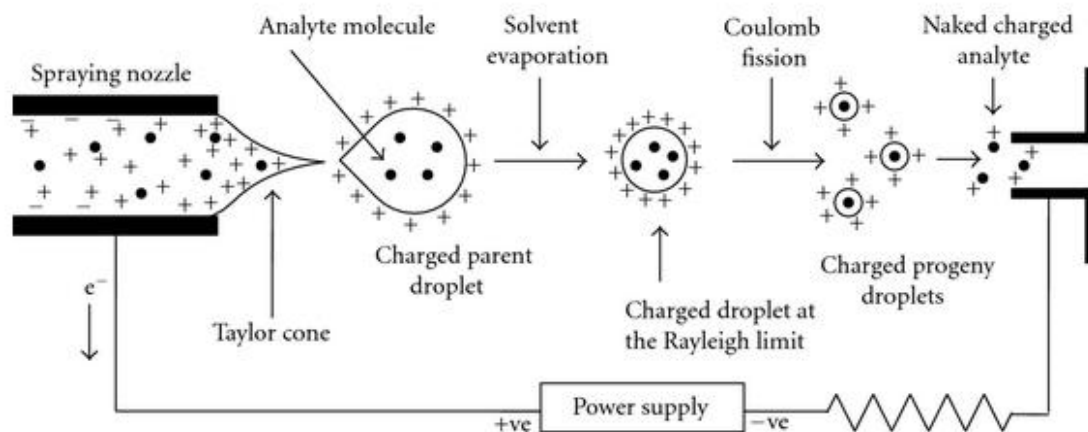 Spraying nozzle
Analyte molecule
Solvent
evaporation
Coulomb
fission
Naked charged
analyte
Charged parent
droplet
Taylor cone
Charged droplet at
the Rayleigh limit
Charged progeny
droplets
e⁻
+ve
Power supply
−ve